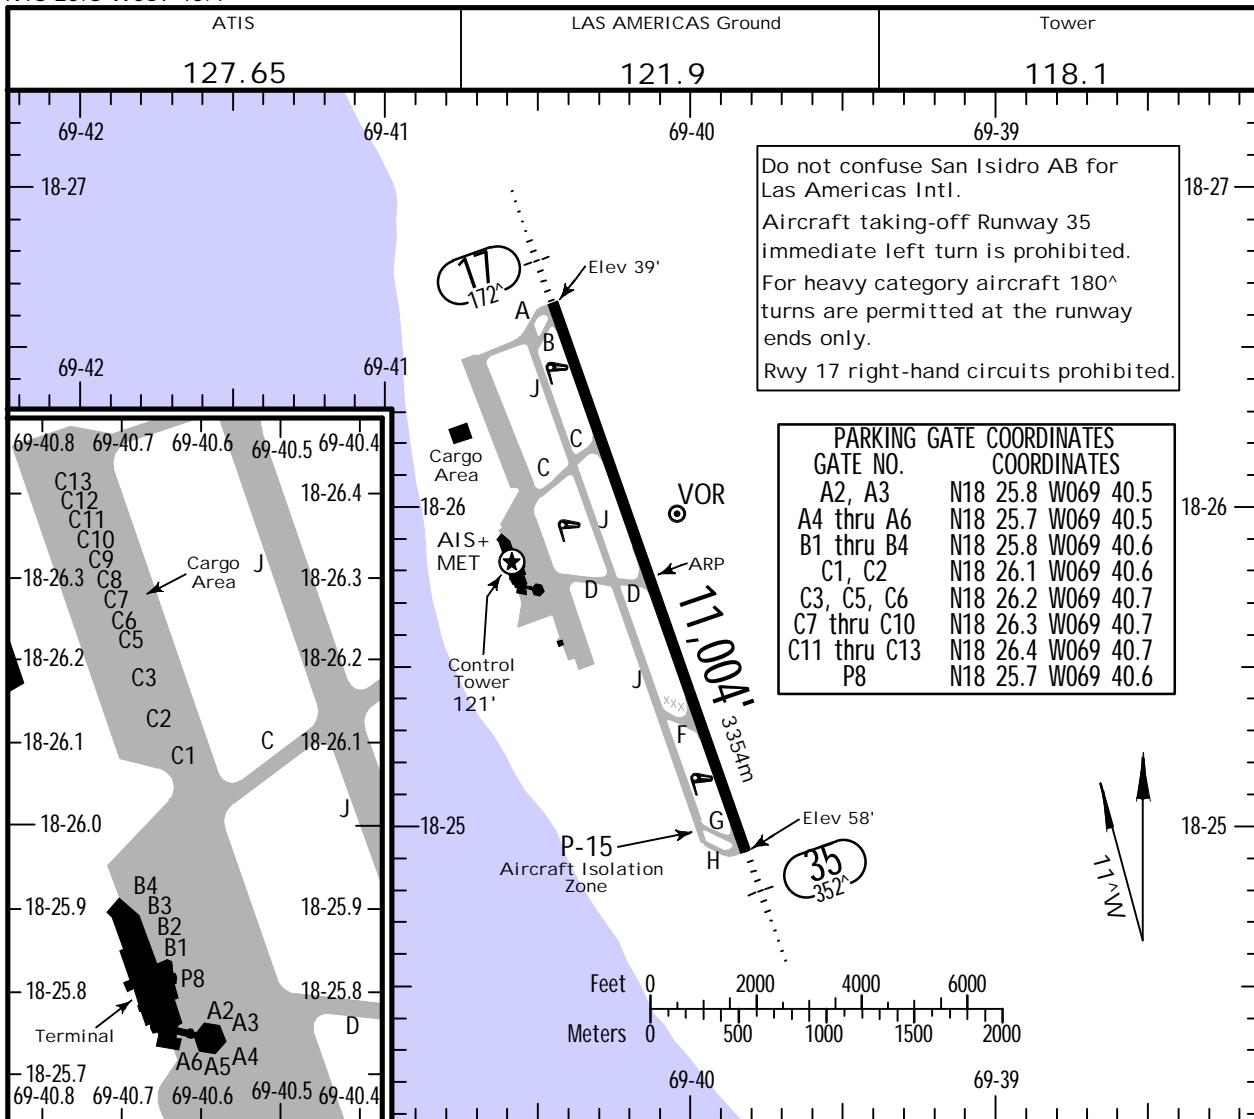 ATIS
127.65
LAS AMERICAS Ground
121.9
Tower
118.1
69-42
69-41
69-40
69-39
18-27
18-27
Do not confuse San Isidro AB for
Las Americas Intl.
Aircraft taking-off Runway 35
immediate left turn is prohibited.
For heavy category aircraft 180^
turns are permitted at the runway
ends only.
Rwy 17 right-hand circuits prohibited.
17
172^
Elev 39'
A
B
J
C
C
69-42
69-41
Cargo
Area
18-26
18-26
VOR
AIS+
MET
J
ARP
D
D
11,004'
3354m
Control
Tower
121'
J
xxx
F
G
H
18-25
18-25
P-15
Aircraft Isolation
Zone
Elev 58'
35
352^
11^W
PARKING GATE COORDINATES
GATE NO. COORDINATES
A2, A3 N18 25.8 W069 40.5
A4 thru A6 N18 25.7 W069 40.5
B1 thru B4 N18 25.8 W069 40.6
C1, C2 N18 26.1 W069 40.6
C3, C5, C6 N18 26.2 W069 40.7
C7 thru C10 N18 26.3 W069 40.7
C11 thru C13 N18 26.4 W069 40.7
P8 N18 25.7 W069 40.6
Feet 0 2000 4000 6000
Meters 0 500 1000 1500 2000
69-40
69-39
69-40.8 69-40.7 69-40.6 69-40.5 69-40.4
C13
C12
C11
C10
C9
C8
C7
C6
C5
C3
C2
C1
Cargo
Area
J
C
J
18-26.4
18-26.3
18-26.3
18-26.2
18-26.2
18-26.1
18-26.1
18-26.0
18-25.9
18-25.9
18-25.8
18-25.8
18-25.7
B4
B3
B2
B1
P8
A2
A3
A4
A5
A6
Terminal
D
69-40.8 69-40.7 69-40.6 69-40.5 69-40.4